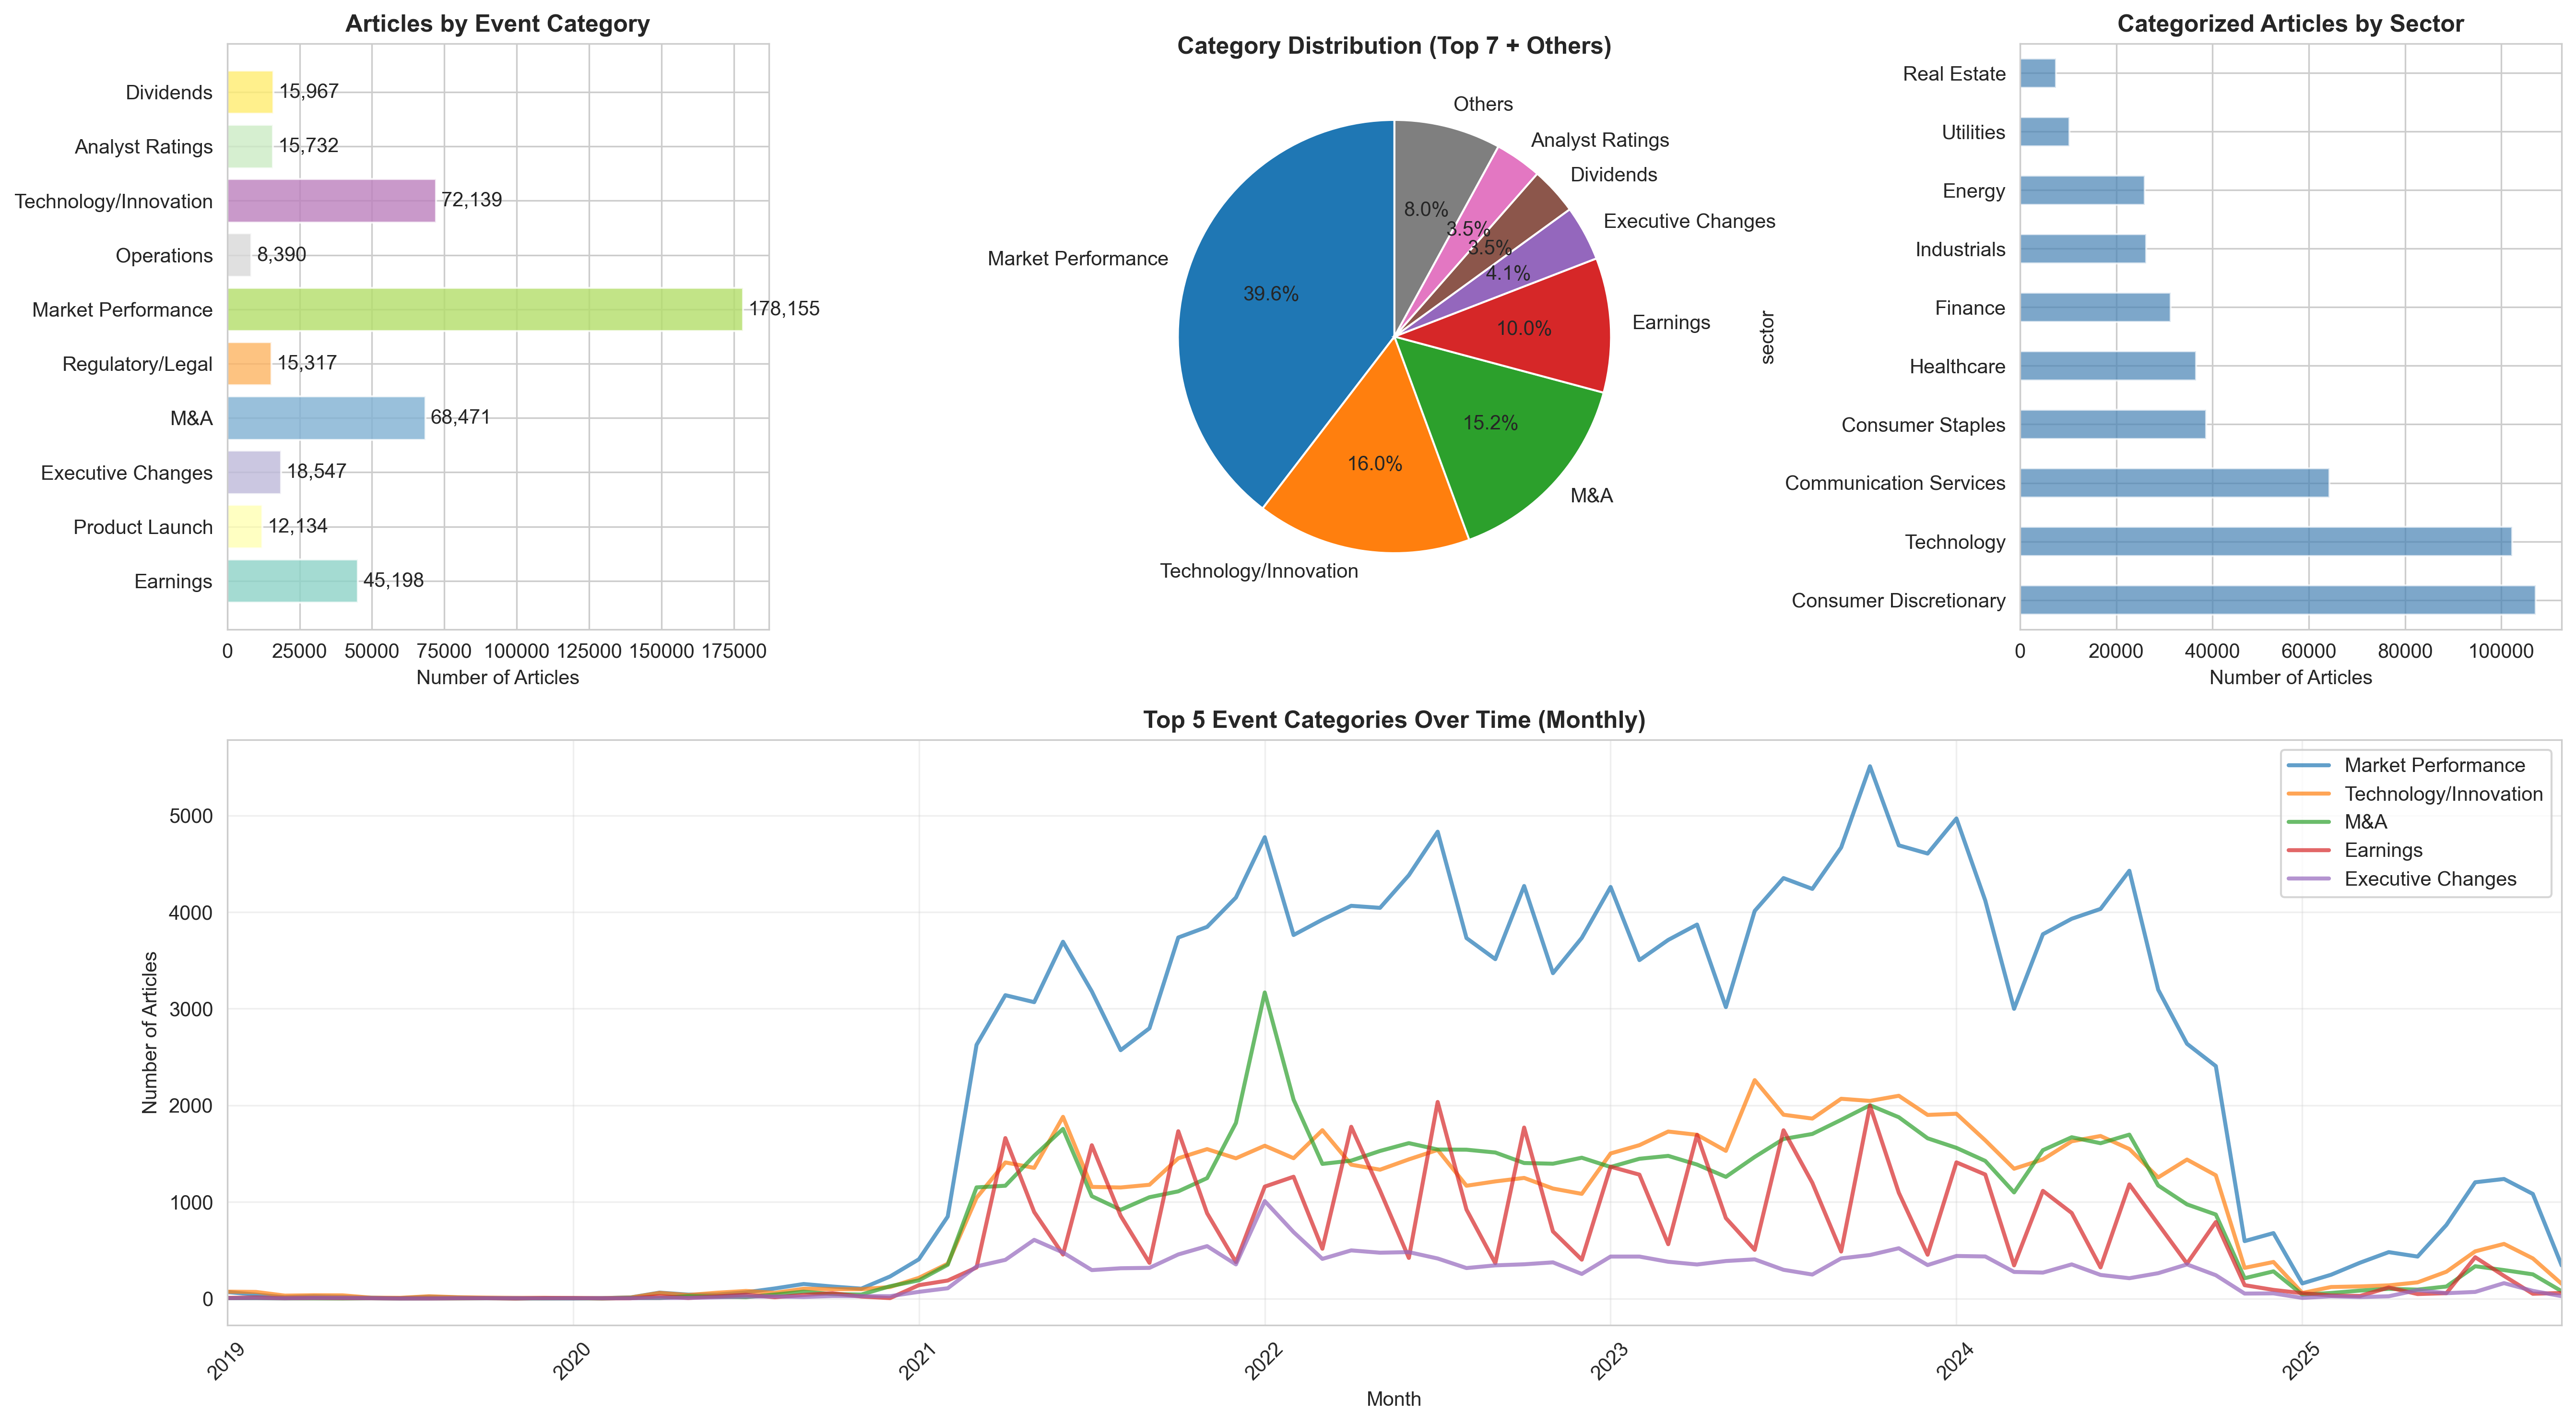 Articles by Event Category
Dividends
15,967
Analyst Ratings
15,732
Technology/Innovation
72,139
Operations
8,390
Market Performance
178,155
Regulatory/Legal
15,317
M&A
68,471
Executive Changes
18,547
Product Launch
12,134
Earnings
45,198
0 25000 50000 75000 100000 125000 150000 175000
Number of Articles
Category Distribution (Top 7 + Others)
Others
Analyst Ratings
Dividends
Executive Changes
Market Performance
Earnings
M&A
Technology/Innovation
8.0%
3.5%
3.5%
4.1%
39.6%
10.0%
15.2%
16.0%
Categorized Articles by Sector
sector
Real Estate
Utilities
Energy
Industrials
Finance
Healthcare
Consumer Staples
Communication Services
Technology
Consumer Discretionary
0 20000 40000 60000 80000 100000
Number of Articles
Top 5 Event Categories Over Time (Monthly)
Number of Articles
5000
4000
3000
2000
1000
0
Market Performance
Technology/Innovation
M&A
Earnings
Executive Changes
2019 2020 2021 2022 2023 2024 2025
Month